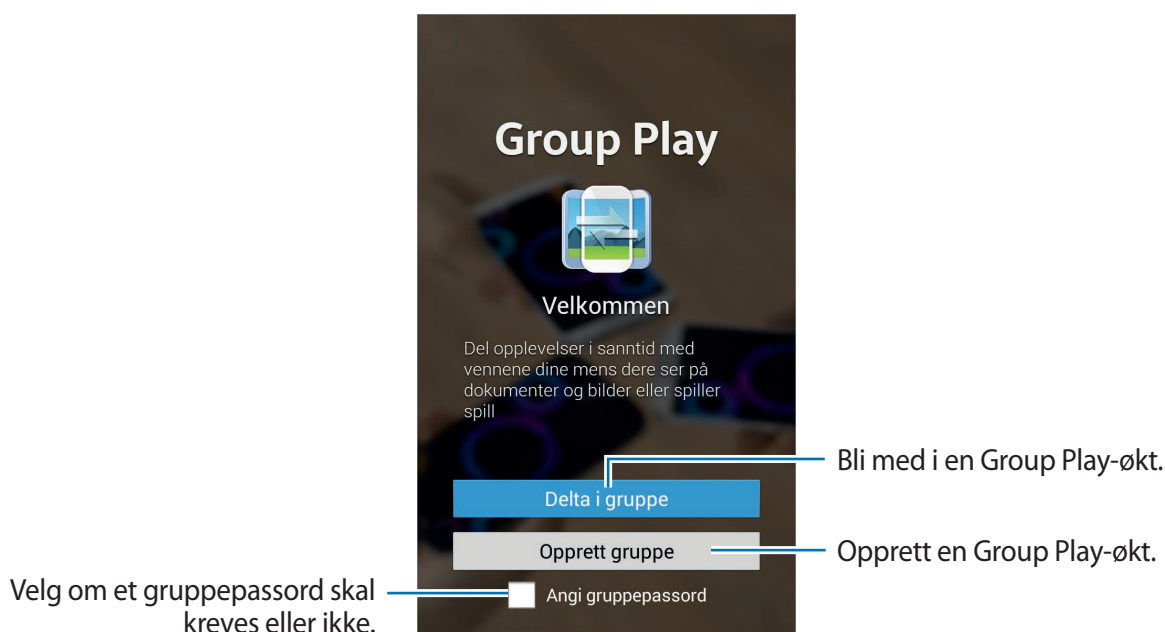 Group Play
Velkommen
Del opplevelser i sanntid med
vennene dine mens dere ser på
dokumenter og bilder eller spiller
spill
Bli med i en Group Play-økt.
Delta i gruppe
Opprett gruppe
Opprett en Group Play-økt.
Velg om et gruppepassord skal
kreves eller ikke.
Angi gruppepassord